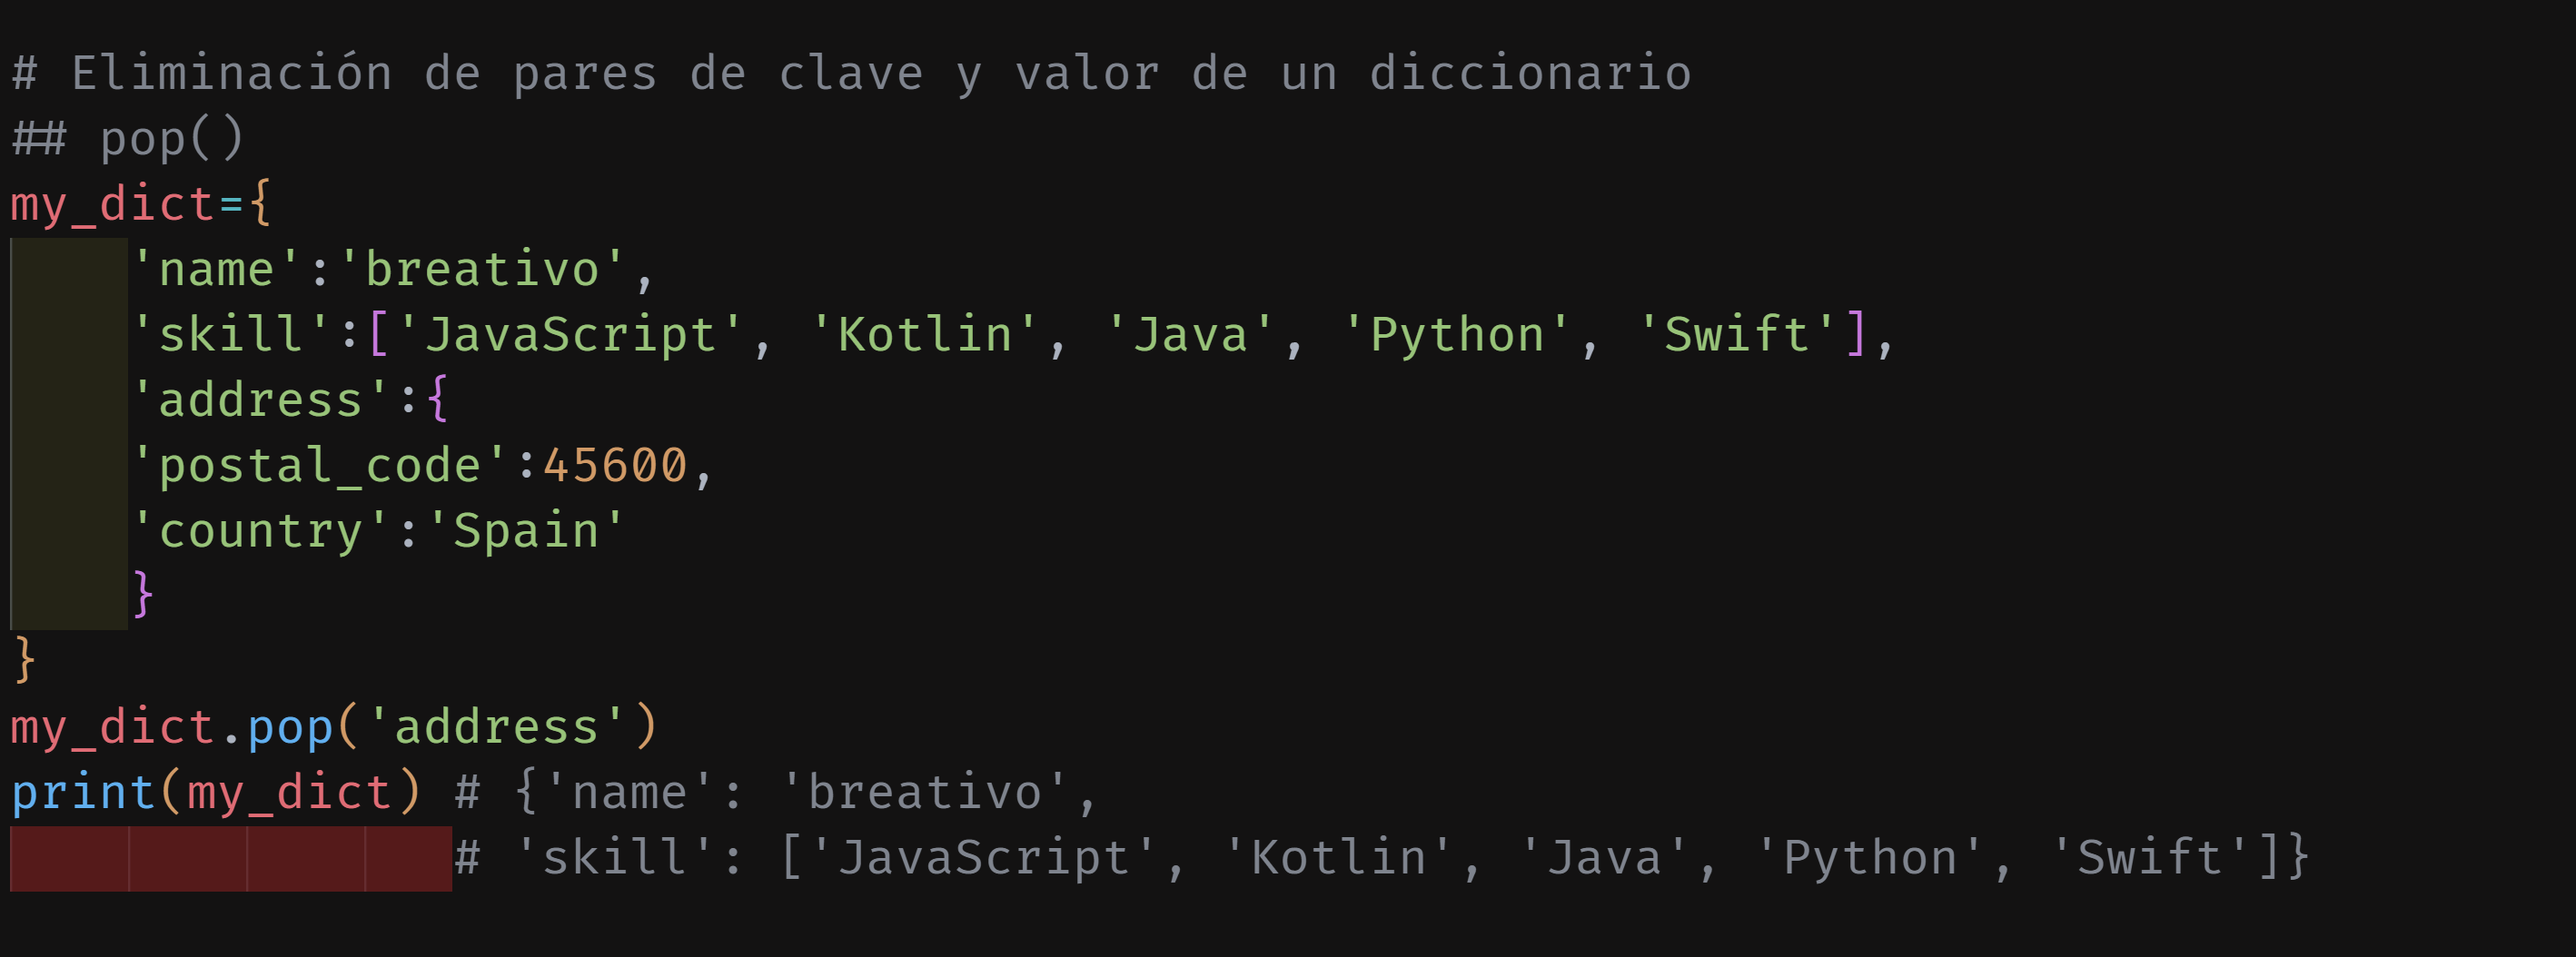 # Eliminación de pares de clave y valor de un diccionario
## pop()
my_dict={
    'name':'breativo',
    'skill':['JavaScript', 'Kotlin', 'Java', 'Python', 'Swift'],
    'address':{
    'postal_code':45600,
    'country':'Spain'
    }
}
my_dict.pop('address')
print(my_dict) # {'name': 'breativo',
               # 'skill': ['JavaScript', 'Kotlin', 'Java', 'Python', 'Swift']}